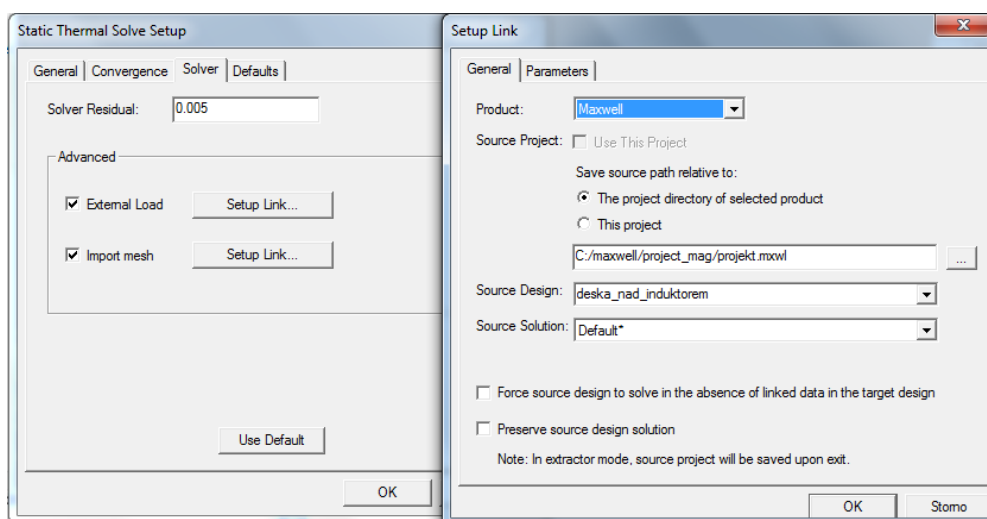 Static Thermal Solve Setup
General Convergence Solver Defaults
Solver Residual: 0.005
Advanced
External Load Setup Link...
Import mesh Setup Link...
Use Default
OK
Setup Link
General Parameters
Product: Maxwell
Source Project: Use This Project
Save source path relative to:
The project directory of selected product
This project
C:/maxwell/project_mag/projekt.mxwl ...
Source Design: deska_nad_induktorem
Source Solution: Default*
Force source design to solve in the absence of linked data in the target design
Preserve source design solution
Note: In extractor mode, source project will be saved upon exit.
OK Storno